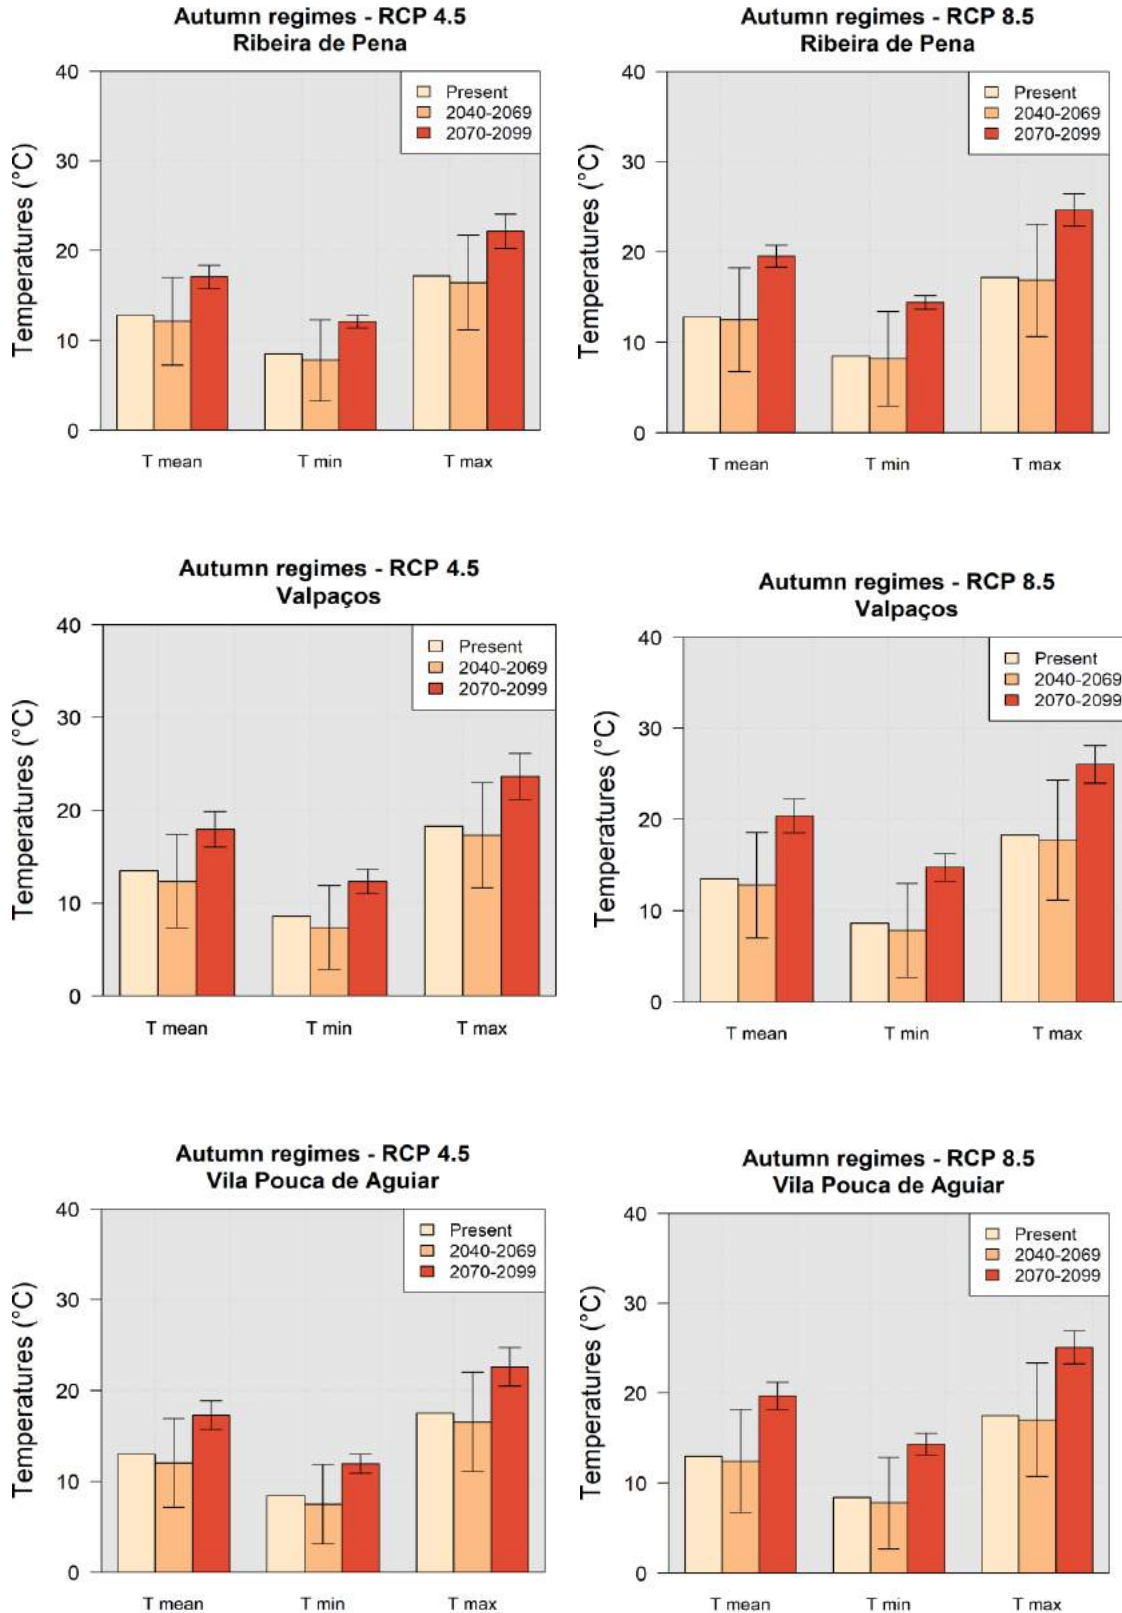 Autumn regimes - RCP 4.5
Ribeira de Pena
40
30
20
10
0
Temperatures (°C)
Present
2040-2069
2070-2099
T mean
T min
T max
Autumn regimes - RCP 8.5
Ribeira de Pena
40
30
20
10
0
Temperatures (°C)
Present
2040-2069
2070-2099
T mean
T min
T max
Autumn regimes - RCP 4.5
Valpaços
40
30
20
10
0
Temperatures (°C)
Present
2040-2069
2070-2099
T mean
T min
T max
Autumn regimes - RCP 8.5
Valpaços
40
30
20
10
0
Temperatures (°C)
Present
2040-2069
2070-2099
T mean
T min
T max
Autumn regimes - RCP 4.5
Vila Pouca de Aguiar
40
30
20
10
0
Temperatures (°C)
Present
2040-2069
2070-2099
T mean
T min
T max
Autumn regimes - RCP 8.5
Vila Pouca de Aguiar
40
30
20
10
0
Temperatures (°C)
Present
2040-2069
2070-2099
T mean
T min
T max